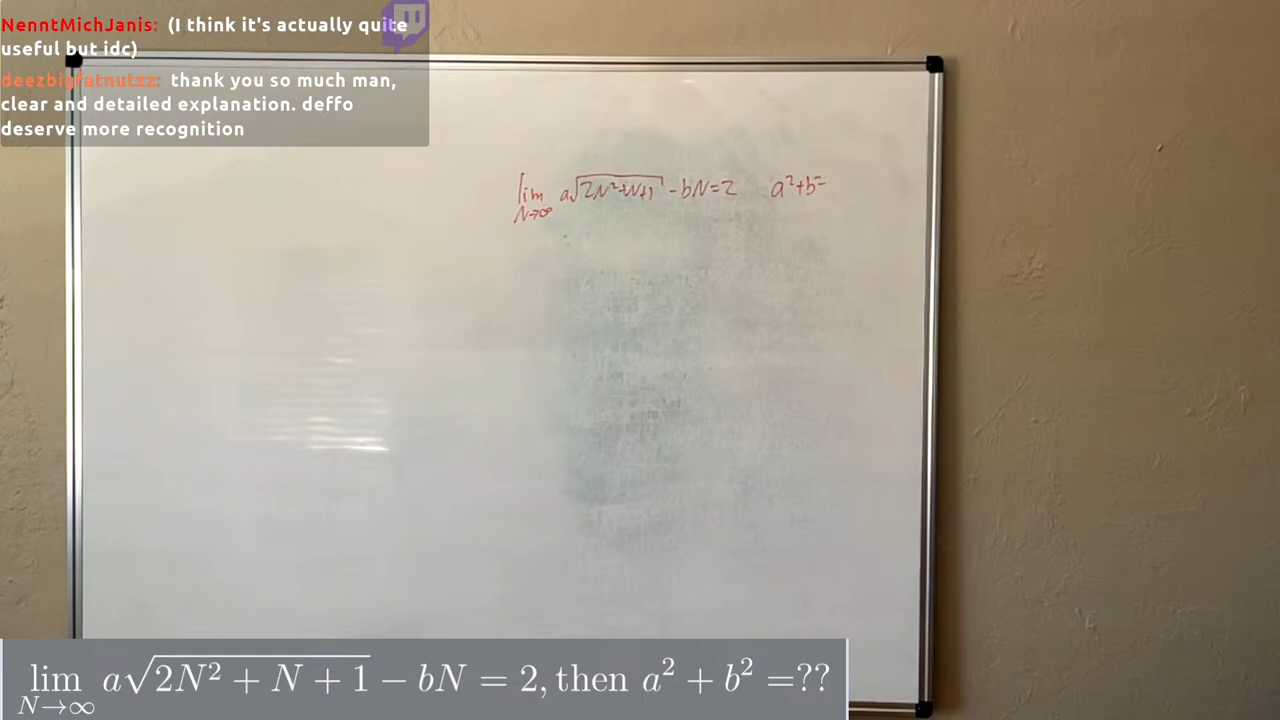 NenntMichJanis: (I think it's actually quite
useful but idc)
deezbigfatnutzz: thank you so much man,
clear and detailed explanation. deffo
deserve more recognition
lim a√2N²+N+1 - bN=2 a²+b²=
N→∞
lim a√2N² + N + 1 − bN = 2, then a² + b² =??
N→∞